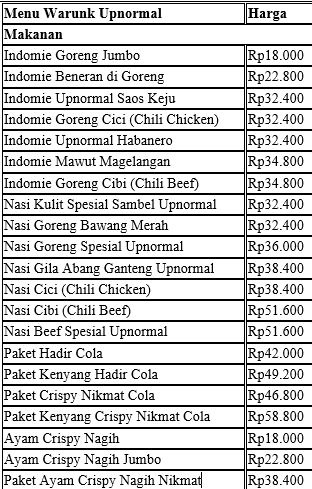 Menu Warunk Upnormal Harga
Makanan
Indomie Goreng Jumbo Rp18.000
Indomie Beneran di Goreng Rp22.800
Indomie Upnormal Saos Keju Rp32.400
Indomie Goreng Cici (Chili Chicken) Rp32.400
Indomie Upnormal Habanero Rp32.400
Indomie Mawut Magelangan Rp34.800
Indomie Goreng Cibi (Chili Beef) Rp34.800
Nasi Kulit Spesial Sambel Upnormal Rp32.400
Nasi Goreng Bawang Merah Rp32.400
Nasi Goreng Spesial Upnormal Rp36.000
Nasi Gila Abang Ganteng Upnormal Rp38.400
Nasi Cici (Chili Chicken) Rp38.400
Nasi Cibi (Chili Beef) Rp51.600
Nasi Beef Spesial Upnormal Rp51.600
Paket Hadir Cola Rp42.000
Paket Kenyang Hadir Cola Rp49.200
Paket Crispy Nikmat Cola Rp46.800
Paket Kenyang Crispy Nikmat Cola Rp58.800
Ayam Crispy Nagih Rp18.000
Ayam Crispy Nagih Jumbo Rp22.800
Paket Ayam Crispy Nagih Nikmat Rp38.400